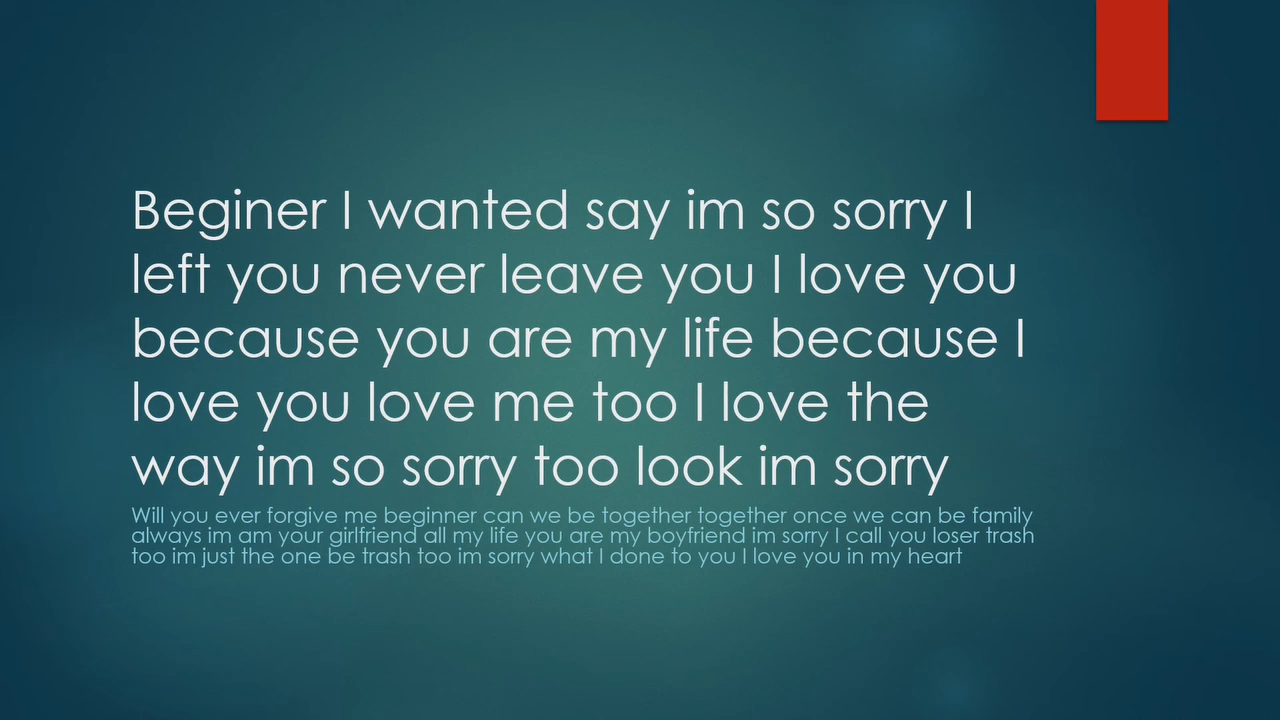 Beginer I wanted say im so sorry I
left you never leave you I love you
because you are my life because I
love you love me too I love the
way im so sorry too look im sorry
Will you ever forgive me beginner can we be together together once we can be family
always im am your girlfriend all my life you are my boyfriend im sorry I call you loser trash
too im just the one be trash too im sorry what I done to you I love you in my heart